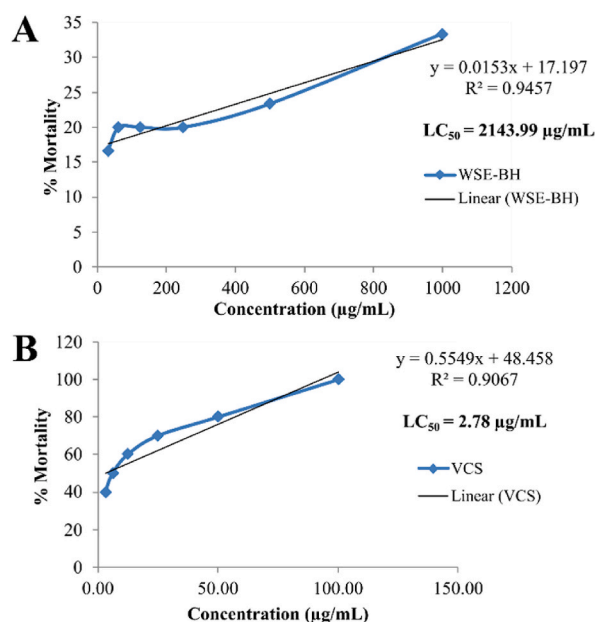 A
35
30
25
20
15
10
5
0
0 200 400 600 800 1000 1200
% Mortality
Concentration (µg/mL)
y = 0.0153x + 17.197
R² = 0.9457
LC₅₀ = 2143.99 µg/mL
WSE-BH
Linear (WSE-BH)
B
120
100
80
60
40
20
0
0.00 50.00 100.00 150.00
% Mortality
Concentration (µg/mL)
y = 0.5549x + 48.458
R² = 0.9067
LC₅₀ = 2.78 µg/mL
VCS
Linear (VCS)